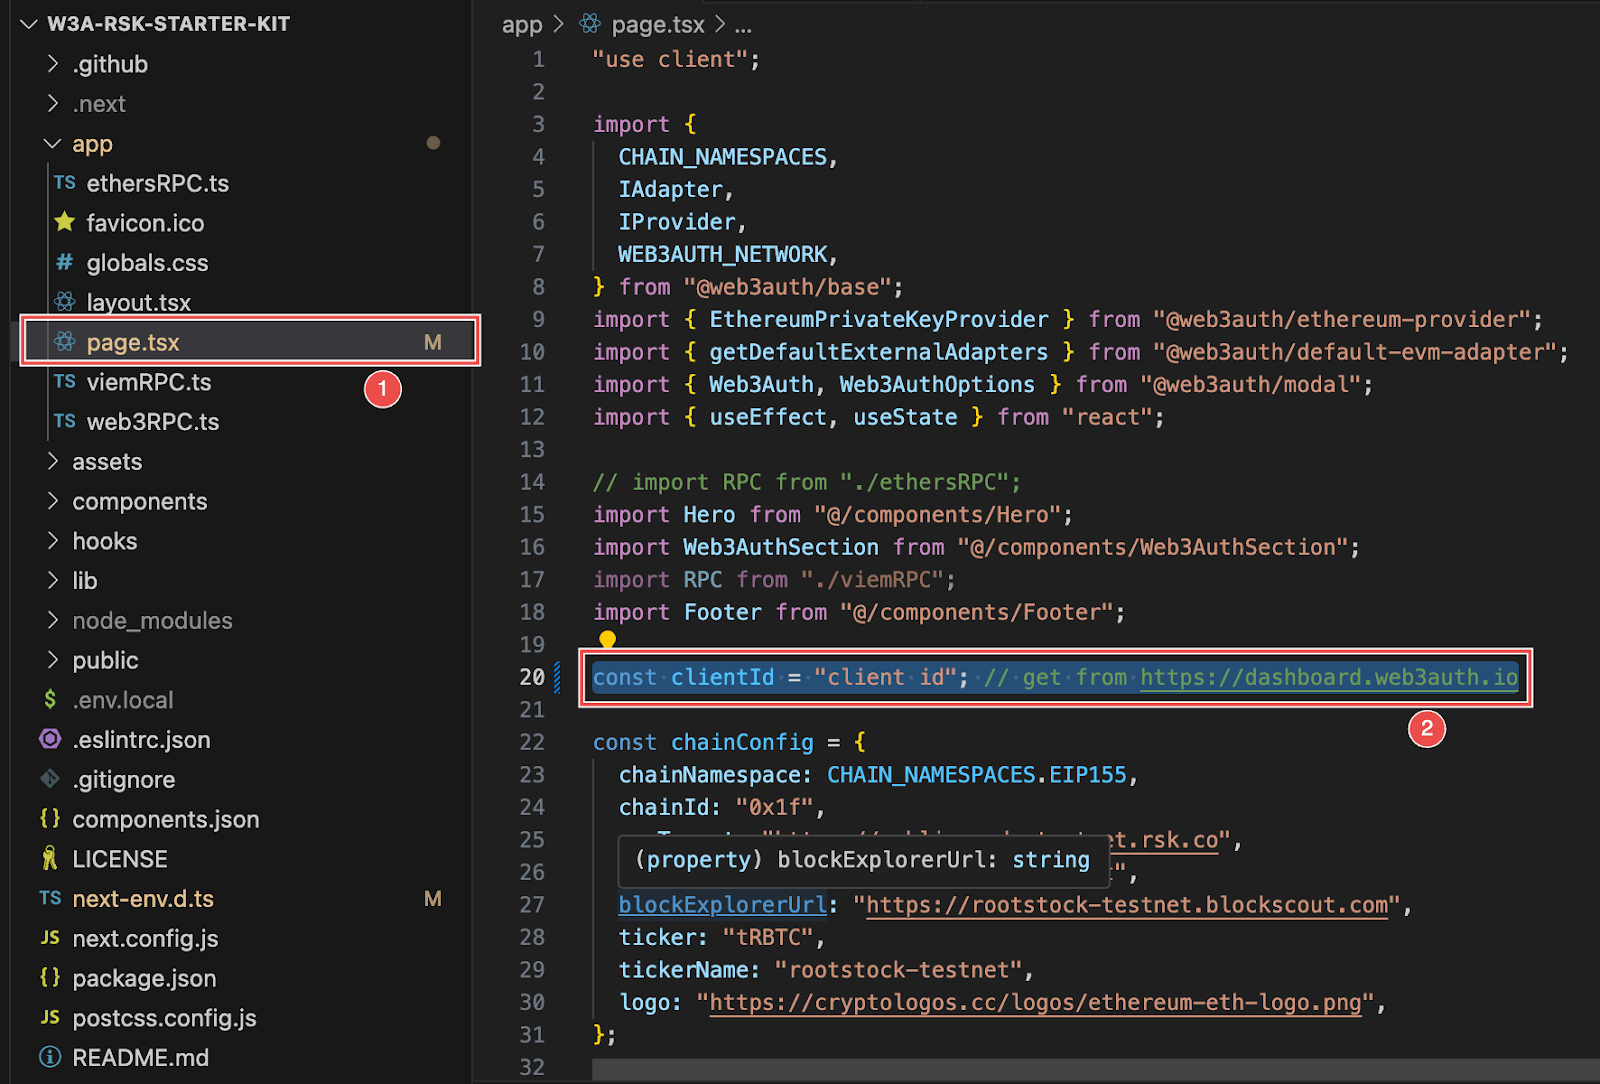 W3A-RSK-STARTER-KIT
.github
.next
app
TS ethersRPC.ts
favicon.ico
# globals.css
layout.tsx
page.tsx M
1
TS viemRPC.ts
TS web3RPC.ts
assets
components
hooks
lib
node_modules
public
$ .env.local
.eslintrc.json
.gitignore
{} components.json
LICENSE
TS next-env.d.ts M
JS next.config.js
{} package.json
JS postcss.config.js
README.md
app > page.tsx > ...
1 "use client";
2
3 import {
4 CHAIN_NAMESPACES,
5 IAdapter,
6 IProvider,
7 WEB3AUTH_NETWORK,
8 } from "@web3auth/base";
9 import { EthereumPrivateKeyProvider } from "@web3auth/ethereum-provider";
10 import { getDefaultExternalAdapters } from "@web3auth/default-evm-adapter";
11 import { Web3Auth, Web3AuthOptions } from "@web3auth/modal";
12 import { useEffect, useState } from "react";
13
14 // import RPC from "./ethersRPC";
15 import Hero from "@/components/Hero";
16 import Web3AuthSection from "@/components/Web3AuthSection";
17 import RPC from "./viemRPC";
18 import Footer from "@/components/Footer";
19
20 const clientId = "client id"; // get from https://dashboard.web3auth.io
21
2
22 const chainConfig = {
23 chainNamespace: CHAIN_NAMESPACES.EIP155,
24 chainId: "0x1f",
25 .rsk.co",
(property) blockExplorerUrl: string
26 ",
27 blockExplorerUrl: "https://rootstock-testnet.blockscout.com",
28 ticker: "tRBTC",
29 tickerName: "rootstock-testnet",
30 logo: "https://cryptologos.cc/logos/ethereum-eth-logo.png",
31 };
32